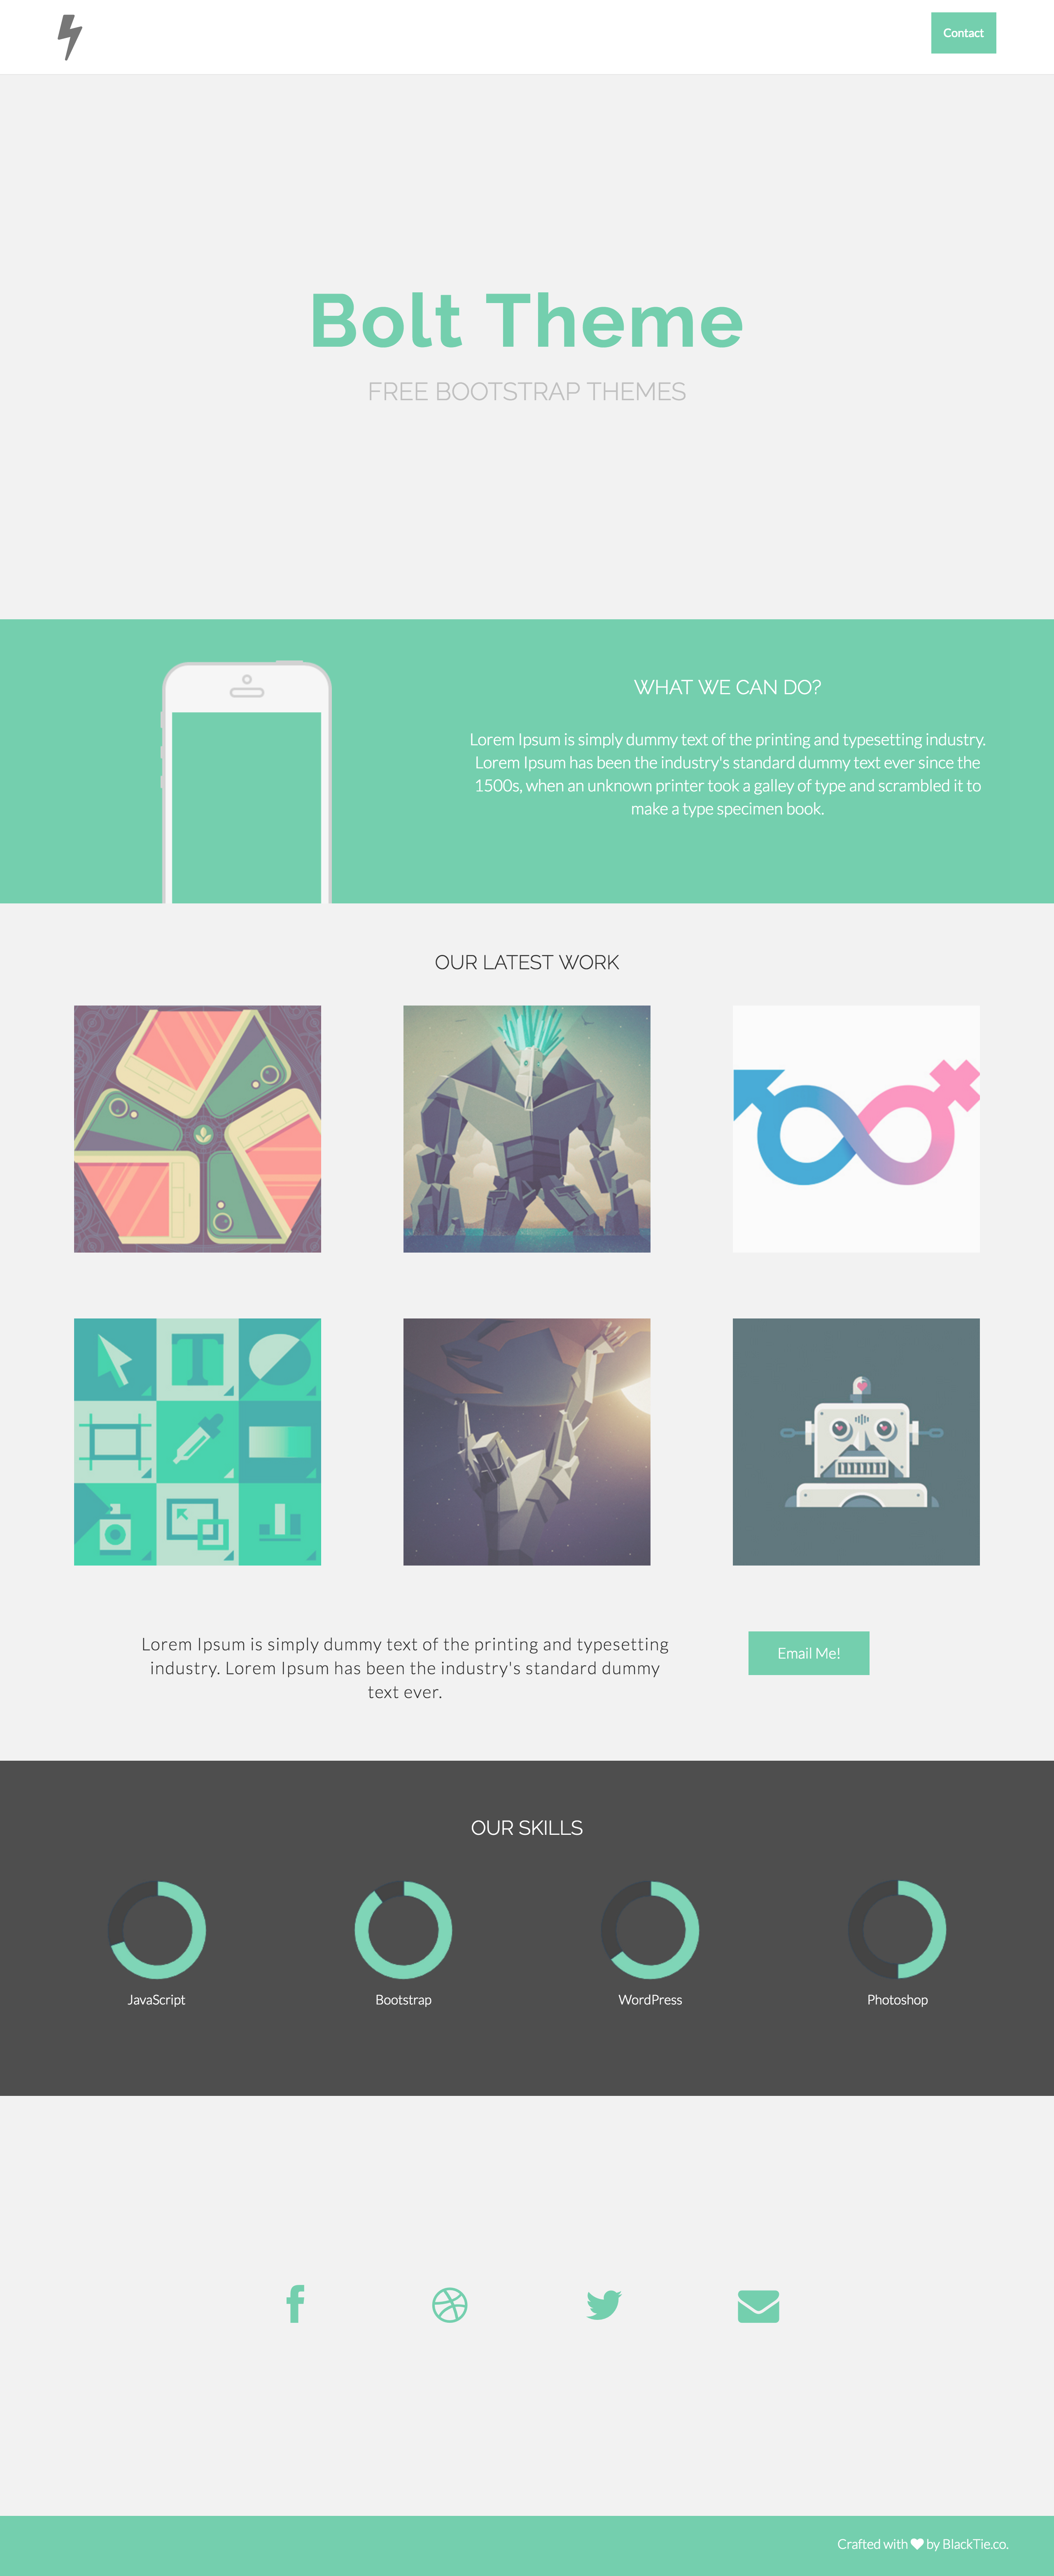 Contact
Bolt Theme
FREE BOOTSTRAP THEMES
WHAT WE CAN DO?
Lorem Ipsum is simply dummy text of the printing and typesetting industry.
Lorem Ipsum has been the industry's standard dummy text ever since the
1500s, when an unknown printer took a galley of type and scrambled it to
make a type specimen book.
OUR LATEST WORK
T
Lorem Ipsum is simply dummy text of the printing and typesetting
industry. Lorem Ipsum has been the industry's standard dummy
text ever.
Email Me!
OUR SKILLS
JavaScript
Bootstrap
WordPress
Photoshop
Crafted with ♥ by BlackTie.co.